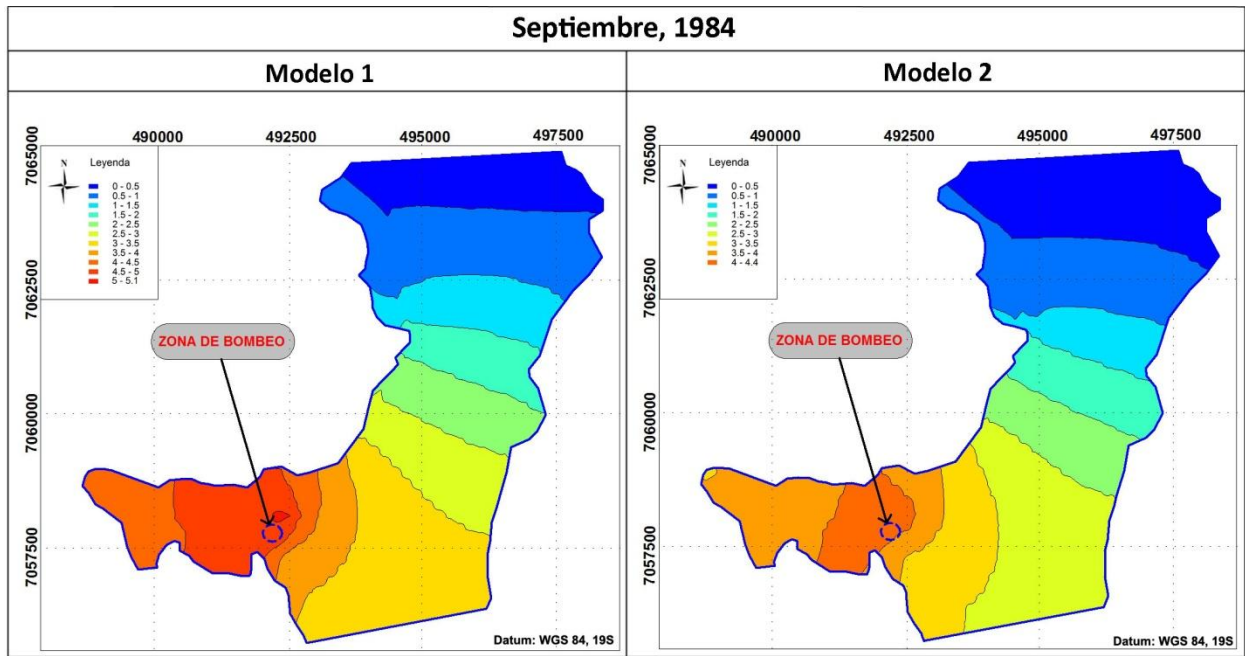 Septiembre, 1984
Modelo 1
Modelo 2
490000
492500
495000
497500
7065000
7062500
7060000
7057500
N
Leyenda
0 - 0.5
0.5 - 1
1 - 1.5
1.5 - 2
2 - 2.5
2.5 - 3
3 - 3.5
3.5 - 4
4 - 4.5
4.5 - 5
5 - 5.1
ZONA DE BOMBEO
Datum: WGS 84, 19S
490000
492500
495000
497500
7065000
7062500
7060000
7057500
N
Leyenda
0 - 0.5
0.5 - 1
1 - 1.5
1.5 - 2
2 - 2.5
2.5 - 3
3 - 3.5
3.5 - 4
4 - 4.4
ZONA DE BOMBEO
Datum: WGS 84, 19S